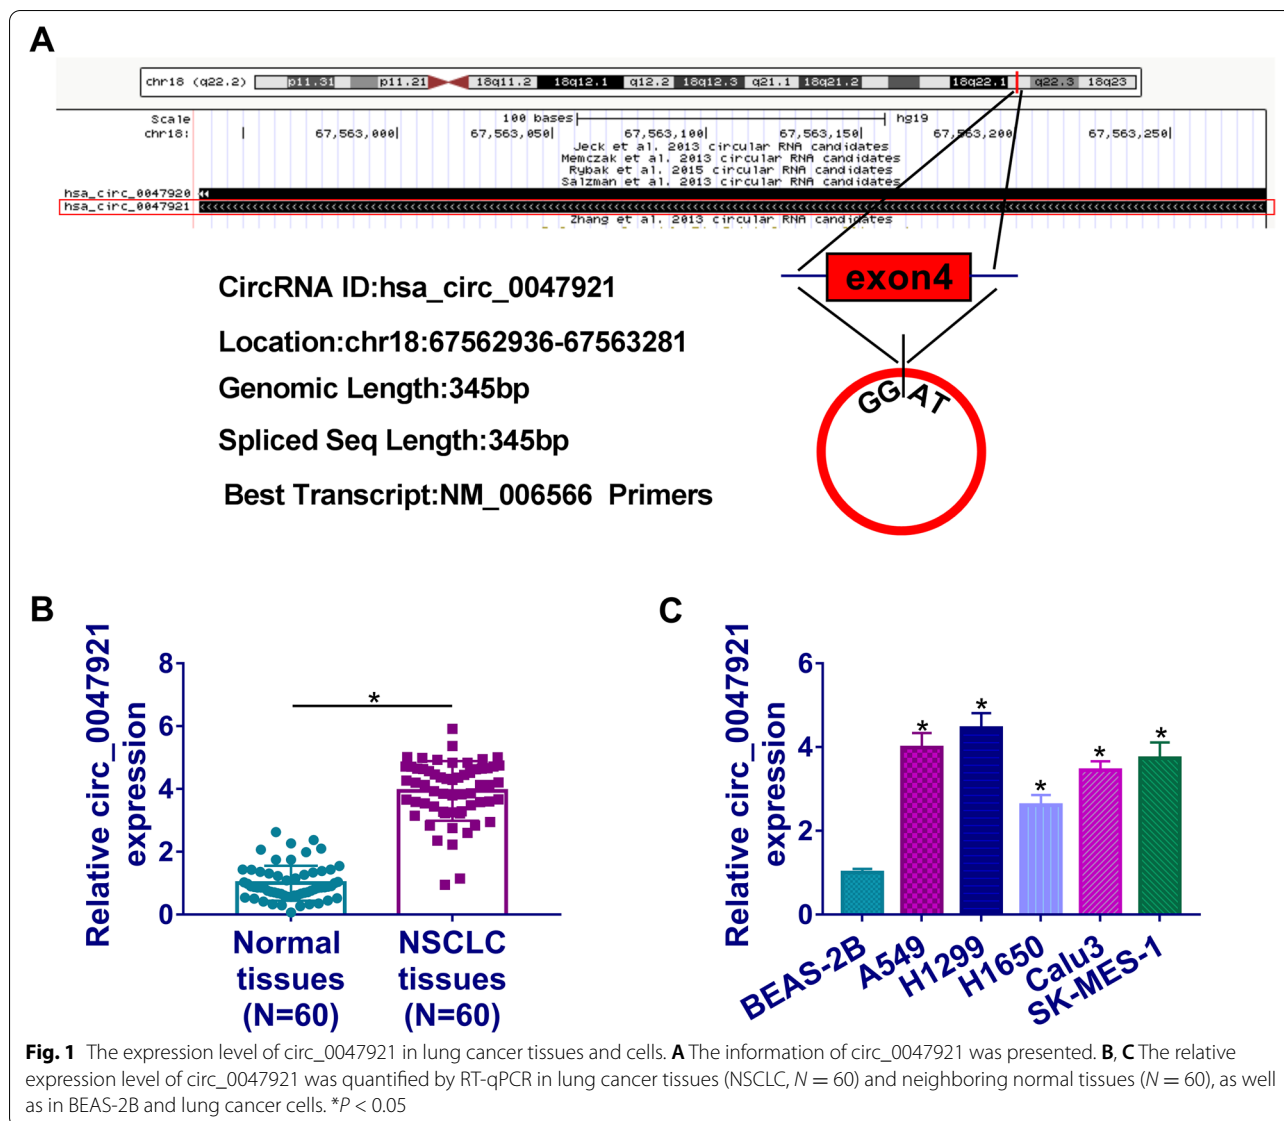 A
chr18 (q22.2) p11.31 p11.21 18q11.2 18q12.1 q12.2 18q12.3 q21.1 18q21.2 18q22.1 q22.3 18q23
Scale 100 bases hg19
chr18: 67,563,000 67,563,050 67,563,100 67,563,150 67,563,200 67,563,250
Jeck et al. 2013 circular RNA candidates
Memczak et al. 2013 circular RNA candidates
Rybak et al. 2015 circular RNA candidates
Salzman et al. 2013 circular RNA candidates
hsa_circ_0047920
hsa_circ_0047921
Zhang et al. 2013 circular RNA candidates
CircRNA ID:hsa_circ_0047921
Location:chr18:67562936-67563281
Genomic Length:345bp
Spliced Seq Length:345bp
Best Transcript:NM_006566 Primers
exon4
GG AT
B
Relative circ_0047921
expression
8
6
4
2
0
*
Normal
tissues
(N=60)
NSCLC
tissues
(N=60)
C
Relative circ_0047921
expression
6
4
2
0
* * * * *
BEAS-2B
A549
H1299
H1650
Calu3
SK-MES-1
Fig. 1 The expression level of circ_0047921 in lung cancer tissues and cells. A The information of circ_0047921 was presented. B, C The relative
expression level of circ_0047921 was quantified by RT-qPCR in lung cancer tissues (NSCLC, N = 60) and neighboring normal tissues (N = 60), as well
as in BEAS-2B and lung cancer cells. *P < 0.05